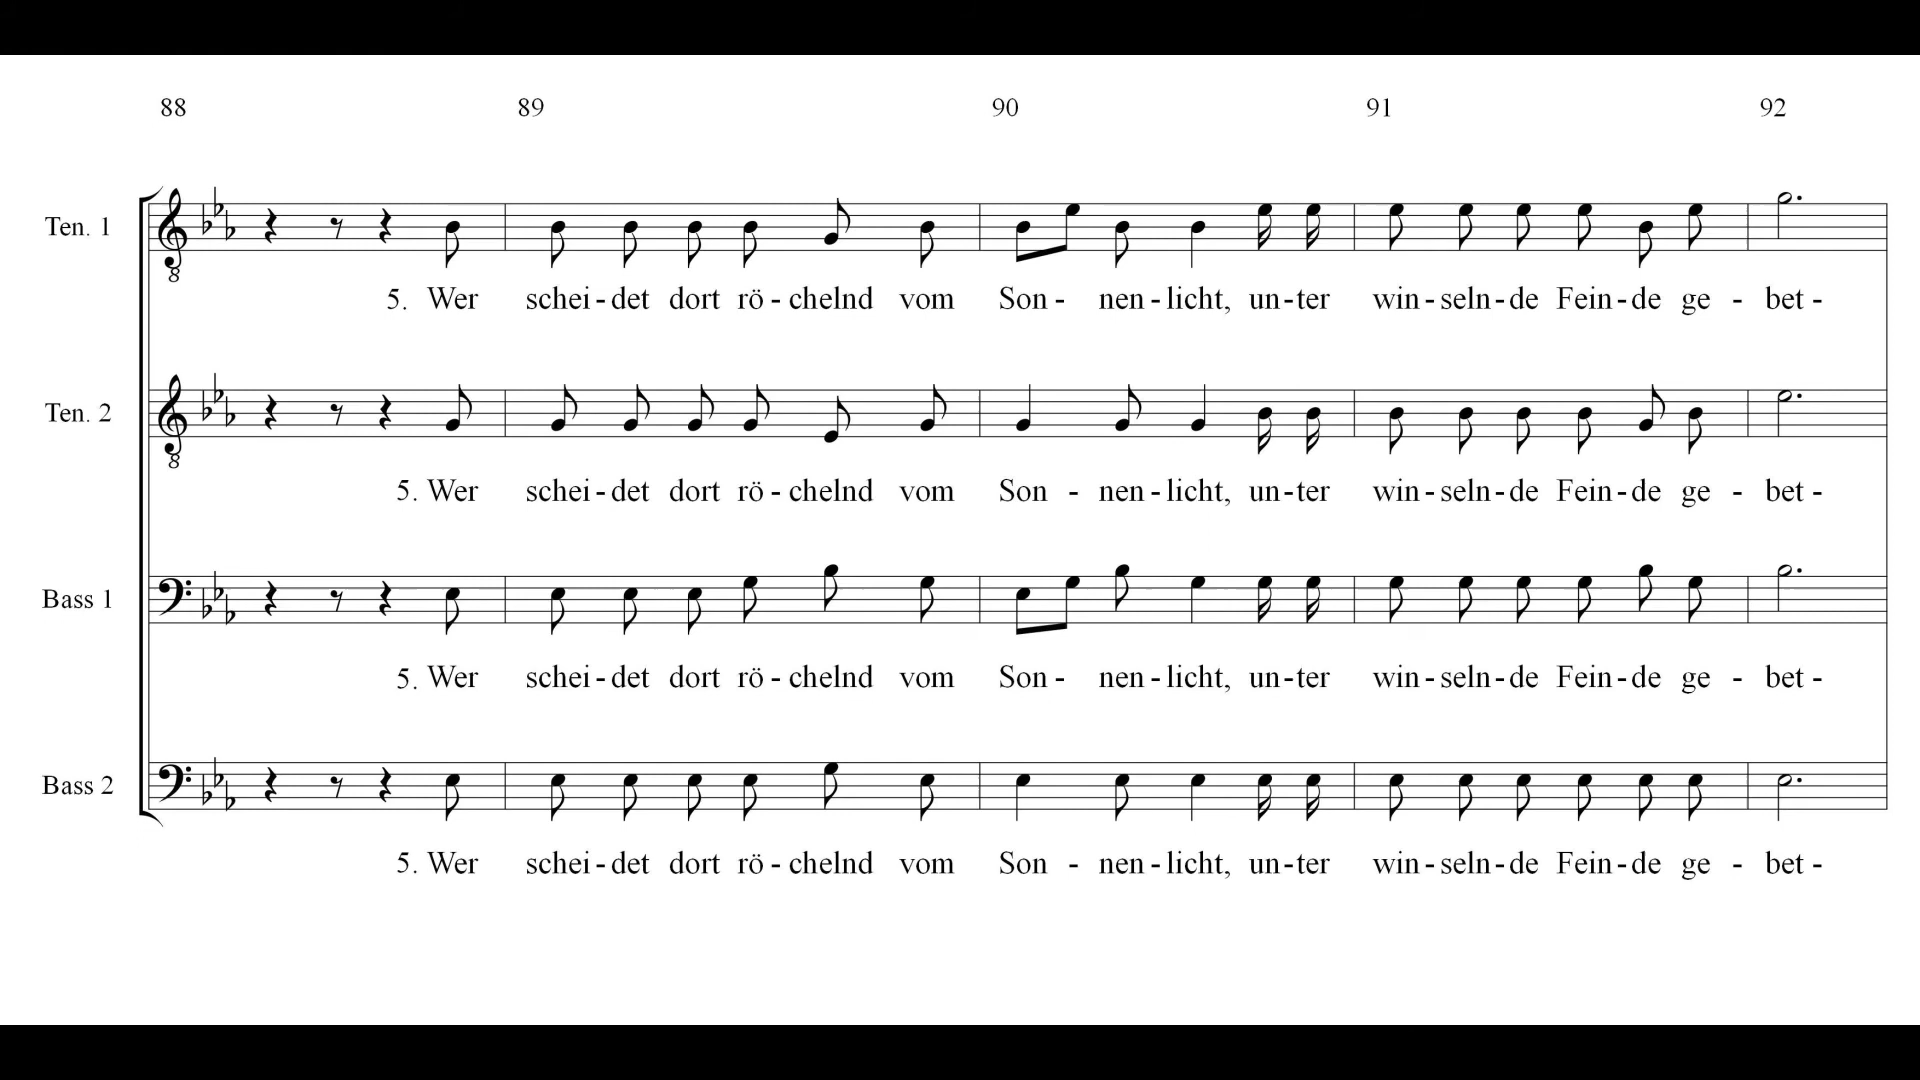 88 89 90 91 92
Ten. 1
8
5. Wer schei - det dort rö - chelnd vom Son - nen - licht, un - ter win - seln - de Fein - de ge - bet -
Ten. 2
8
5. Wer schei - det dort rö - chelnd vom Son - nen - licht, un - ter win - seln - de Fein - de ge - bet -
Bass 1
5. Wer schei - det dort rö - chelnd vom Son - nen - licht, un - ter win - seln - de Fein - de ge - bet -
Bass 2
5. Wer schei - det dort rö - chelnd vom Son - nen - licht, un - ter win - seln - de Fein - de ge - bet -